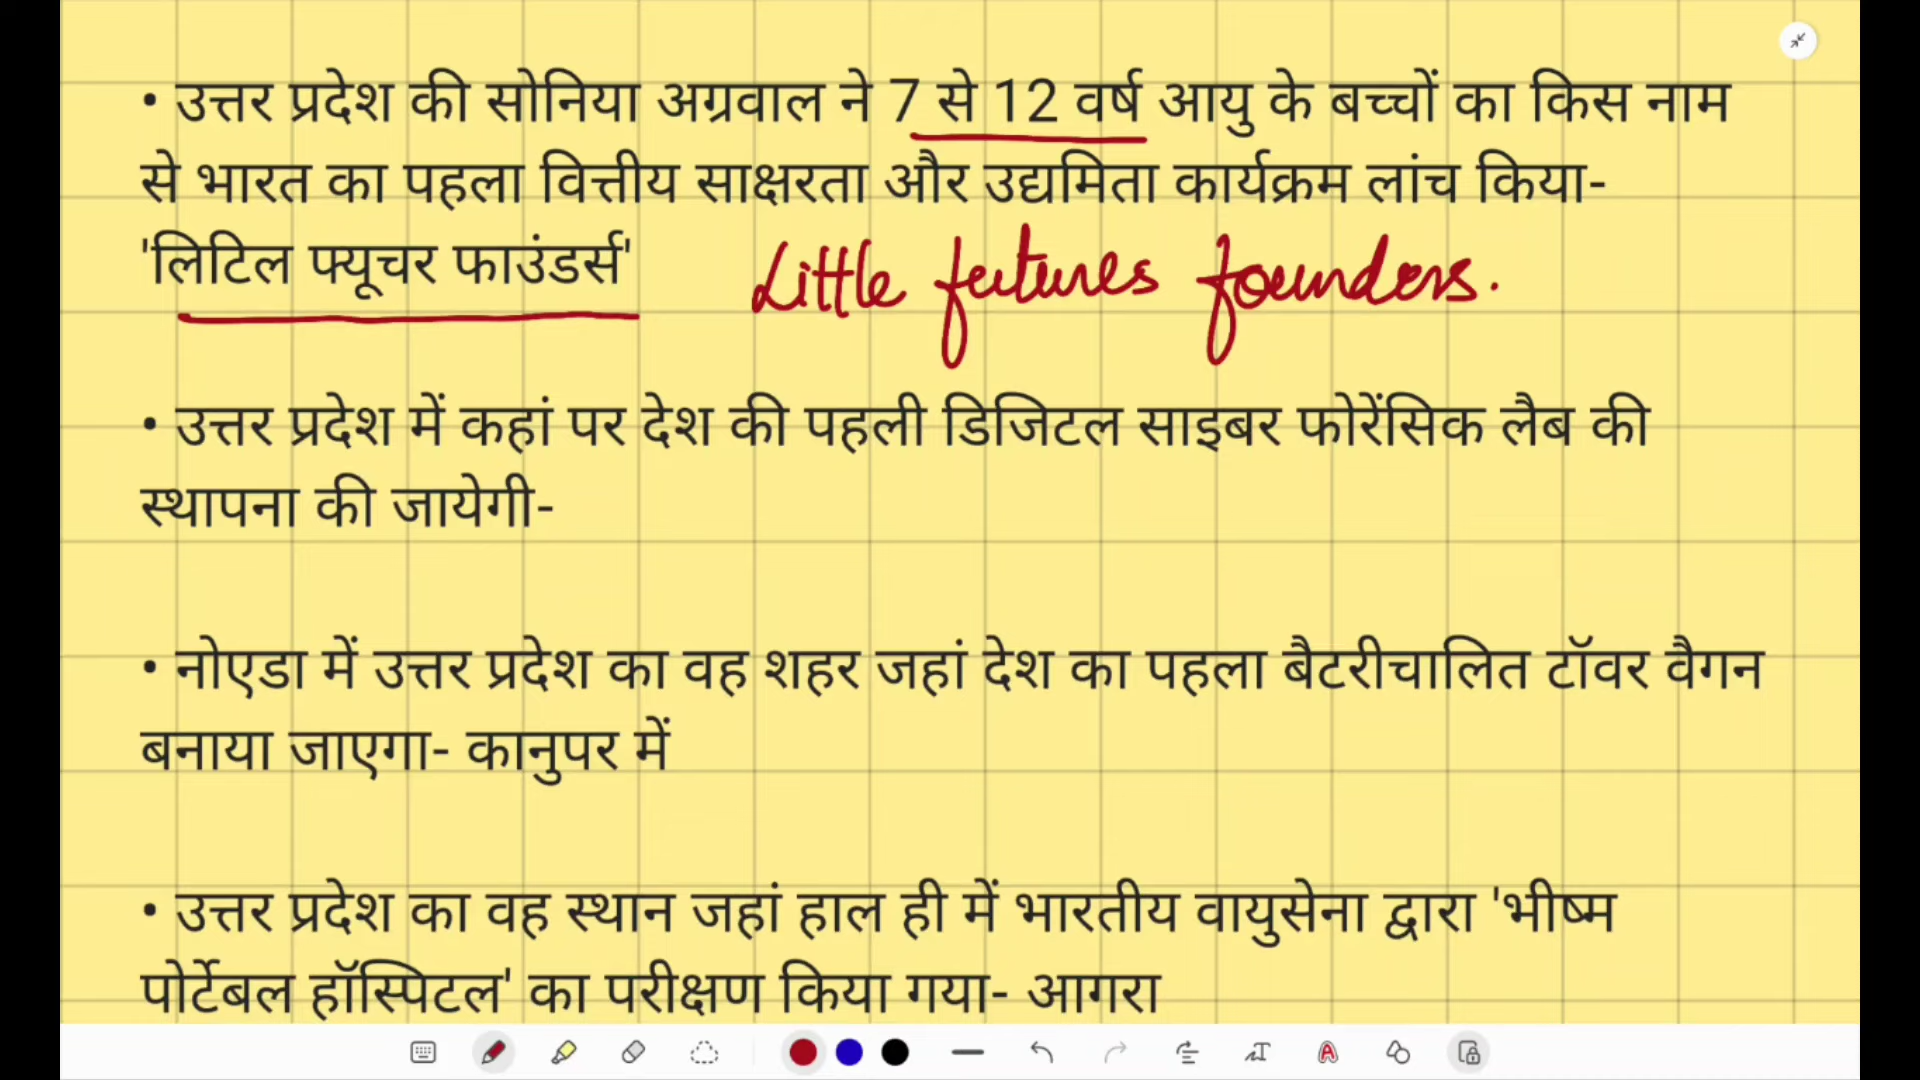 • उत्तर प्रदेश की सोनिया अग्रवाल ने 7 से 12 वर्ष आयु के बच्चों का किस नाम
से भारत का पहला वित्तीय साक्षरता और उद्यमिता कार्यक्रम लांच किया-
'लिटिल फ्यूचर फाउंडर्स' Little futures founders.
• उत्तर प्रदेश में कहां पर देश की पहली डिजिटल साइबर फोरेंसिक लैब की
स्थापना की जायेगी-
• नोएडा में उत्तर प्रदेश का वह शहर जहां देश का पहला बैटरीचालित टॉवर वैगन
बनाया जाएगा- कानुपर में
• उत्तर प्रदेश का वह स्थान जहां हाल ही में भारतीय वायुसेना द्वारा 'भीष्म
पोर्टेबल हॉस्पिटल' का परीक्षण किया गया- आगरा